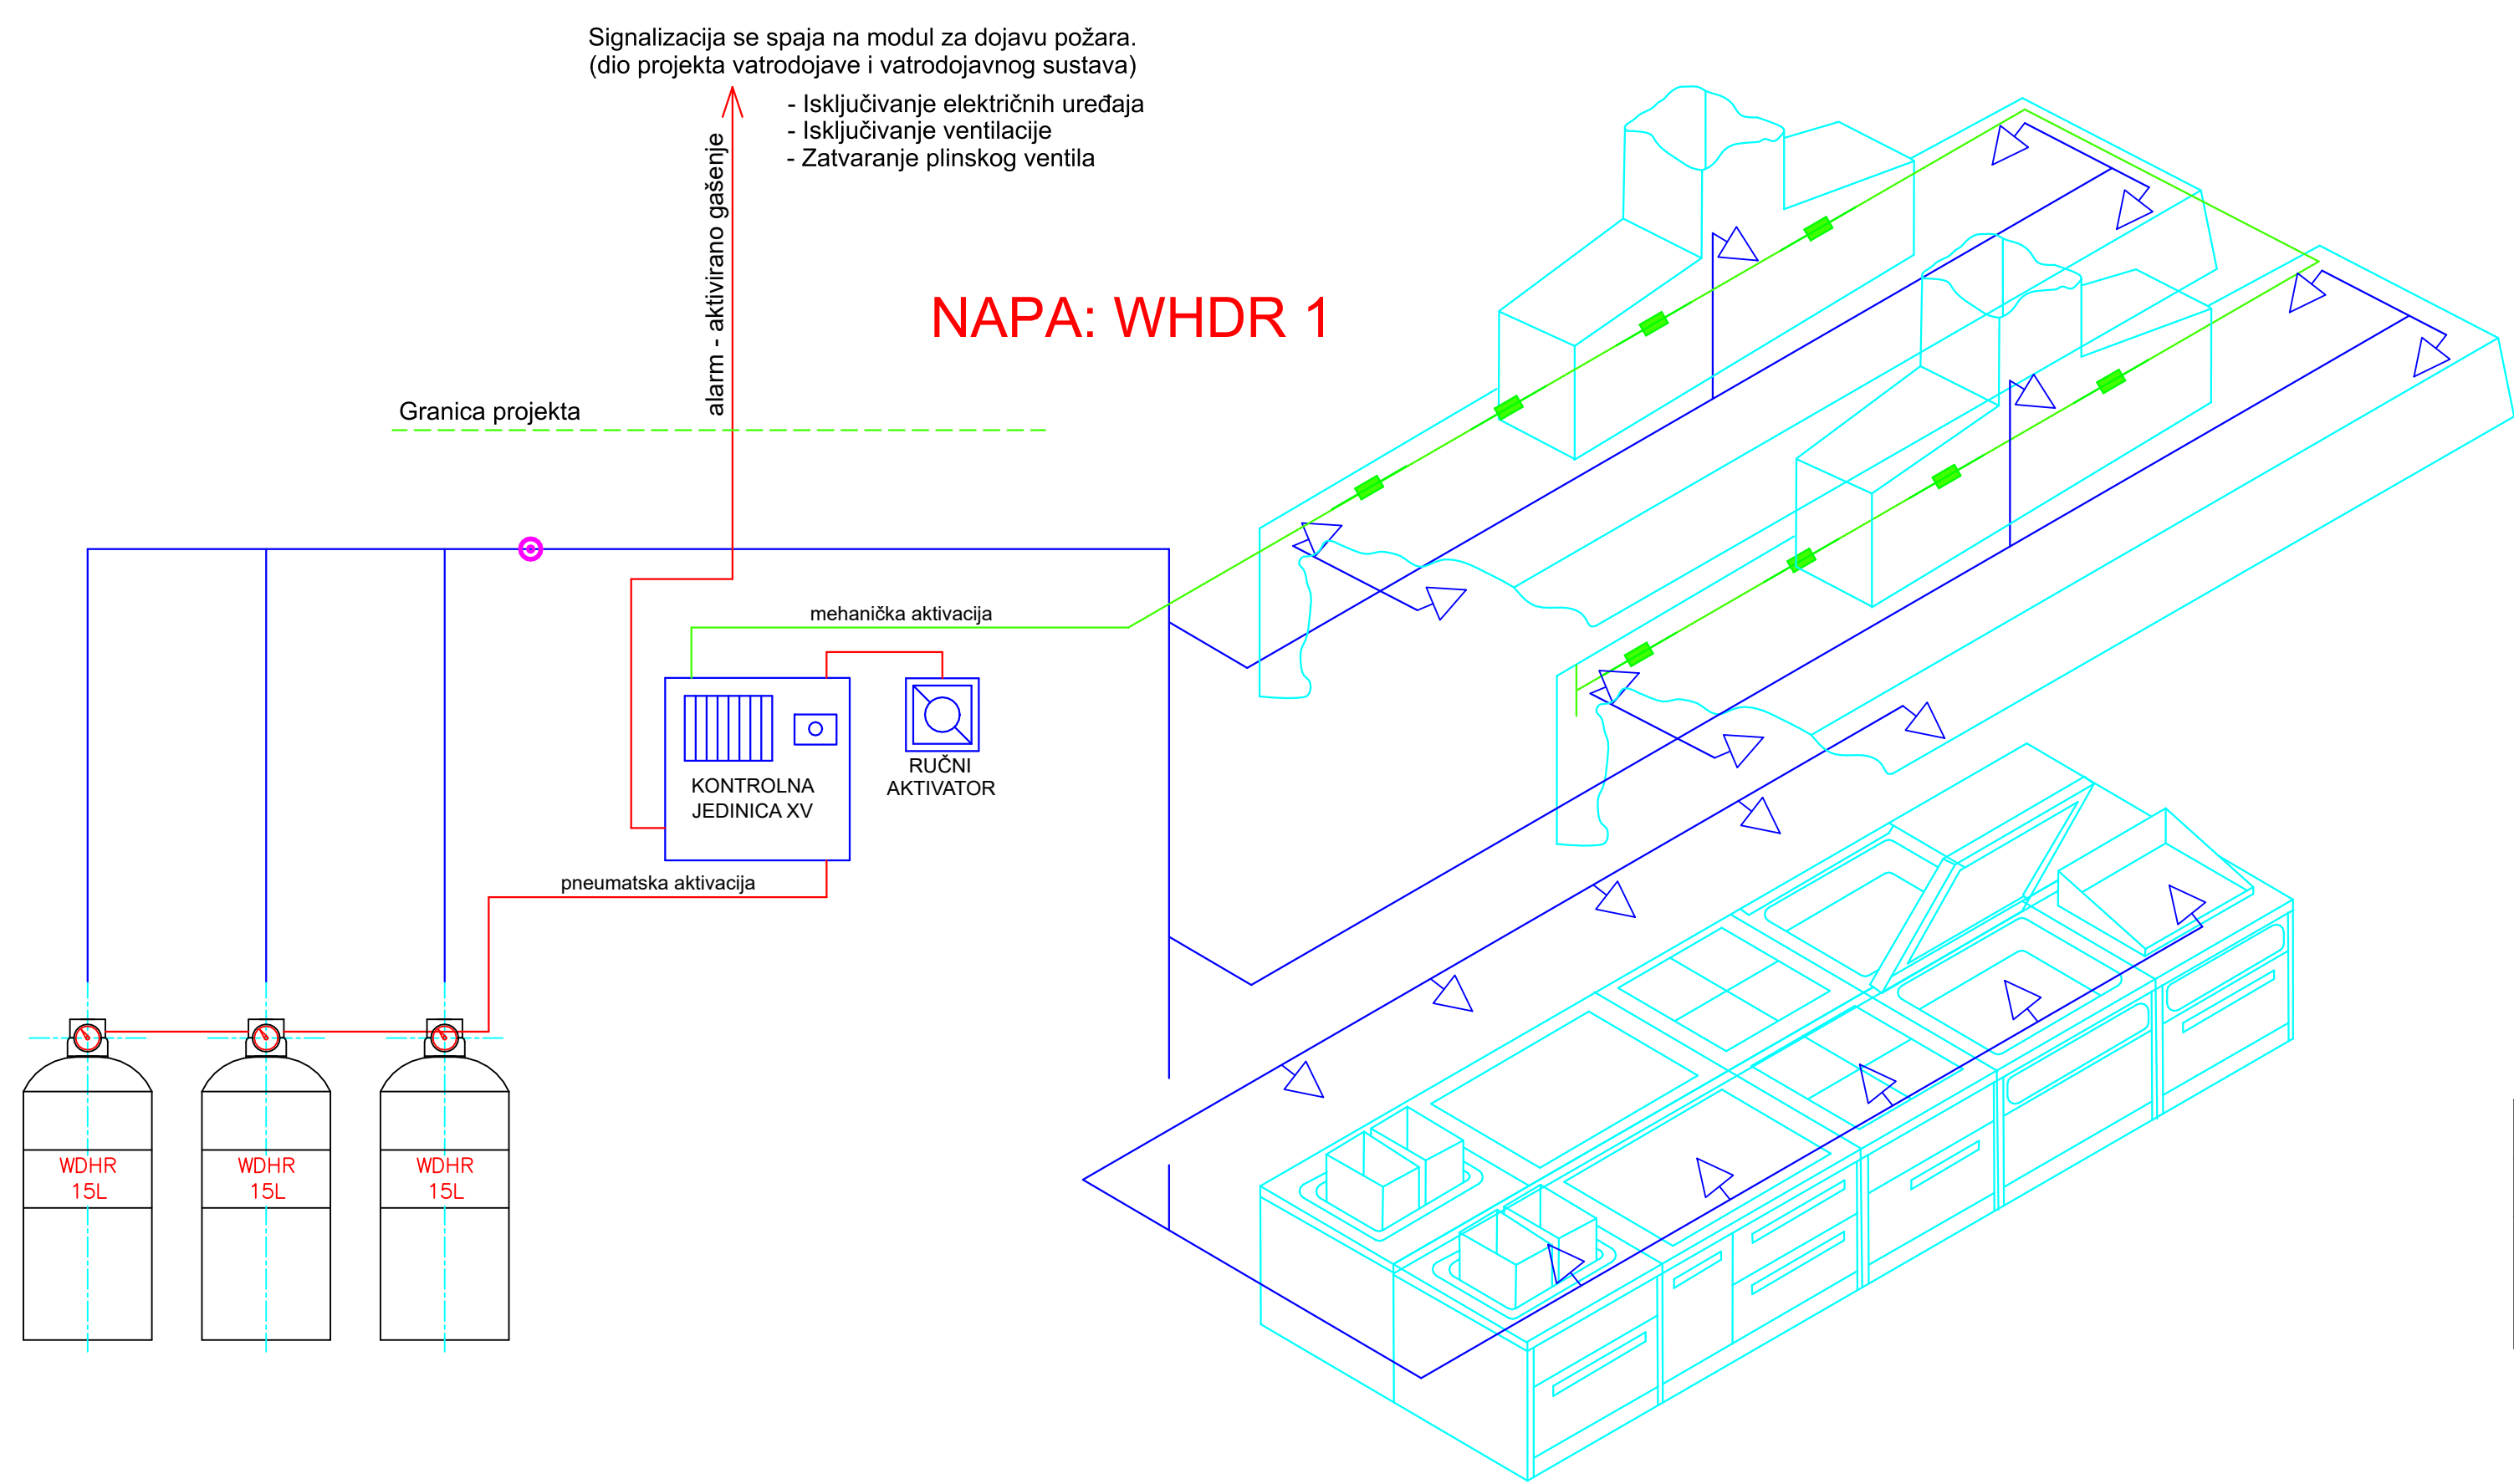 Signalizacija se spaja na modul za dojavu požara.
(dio projekta vatrodojave i vatrodojavnog sustava)
- Isključivanje električnih uređaja
- Isključivanje ventilacije
- Zatvaranje plinskog ventila
alarm - aktivirano gašenje
NAPA: WHDR 1
Granica projekta
mehanička aktivacija
KONTROLNA
JEDINICA XV
RUČNI
AKTIVATOR
pneumatska aktivacija
WDHR
15L
WDHR
15L
WDHR
15L